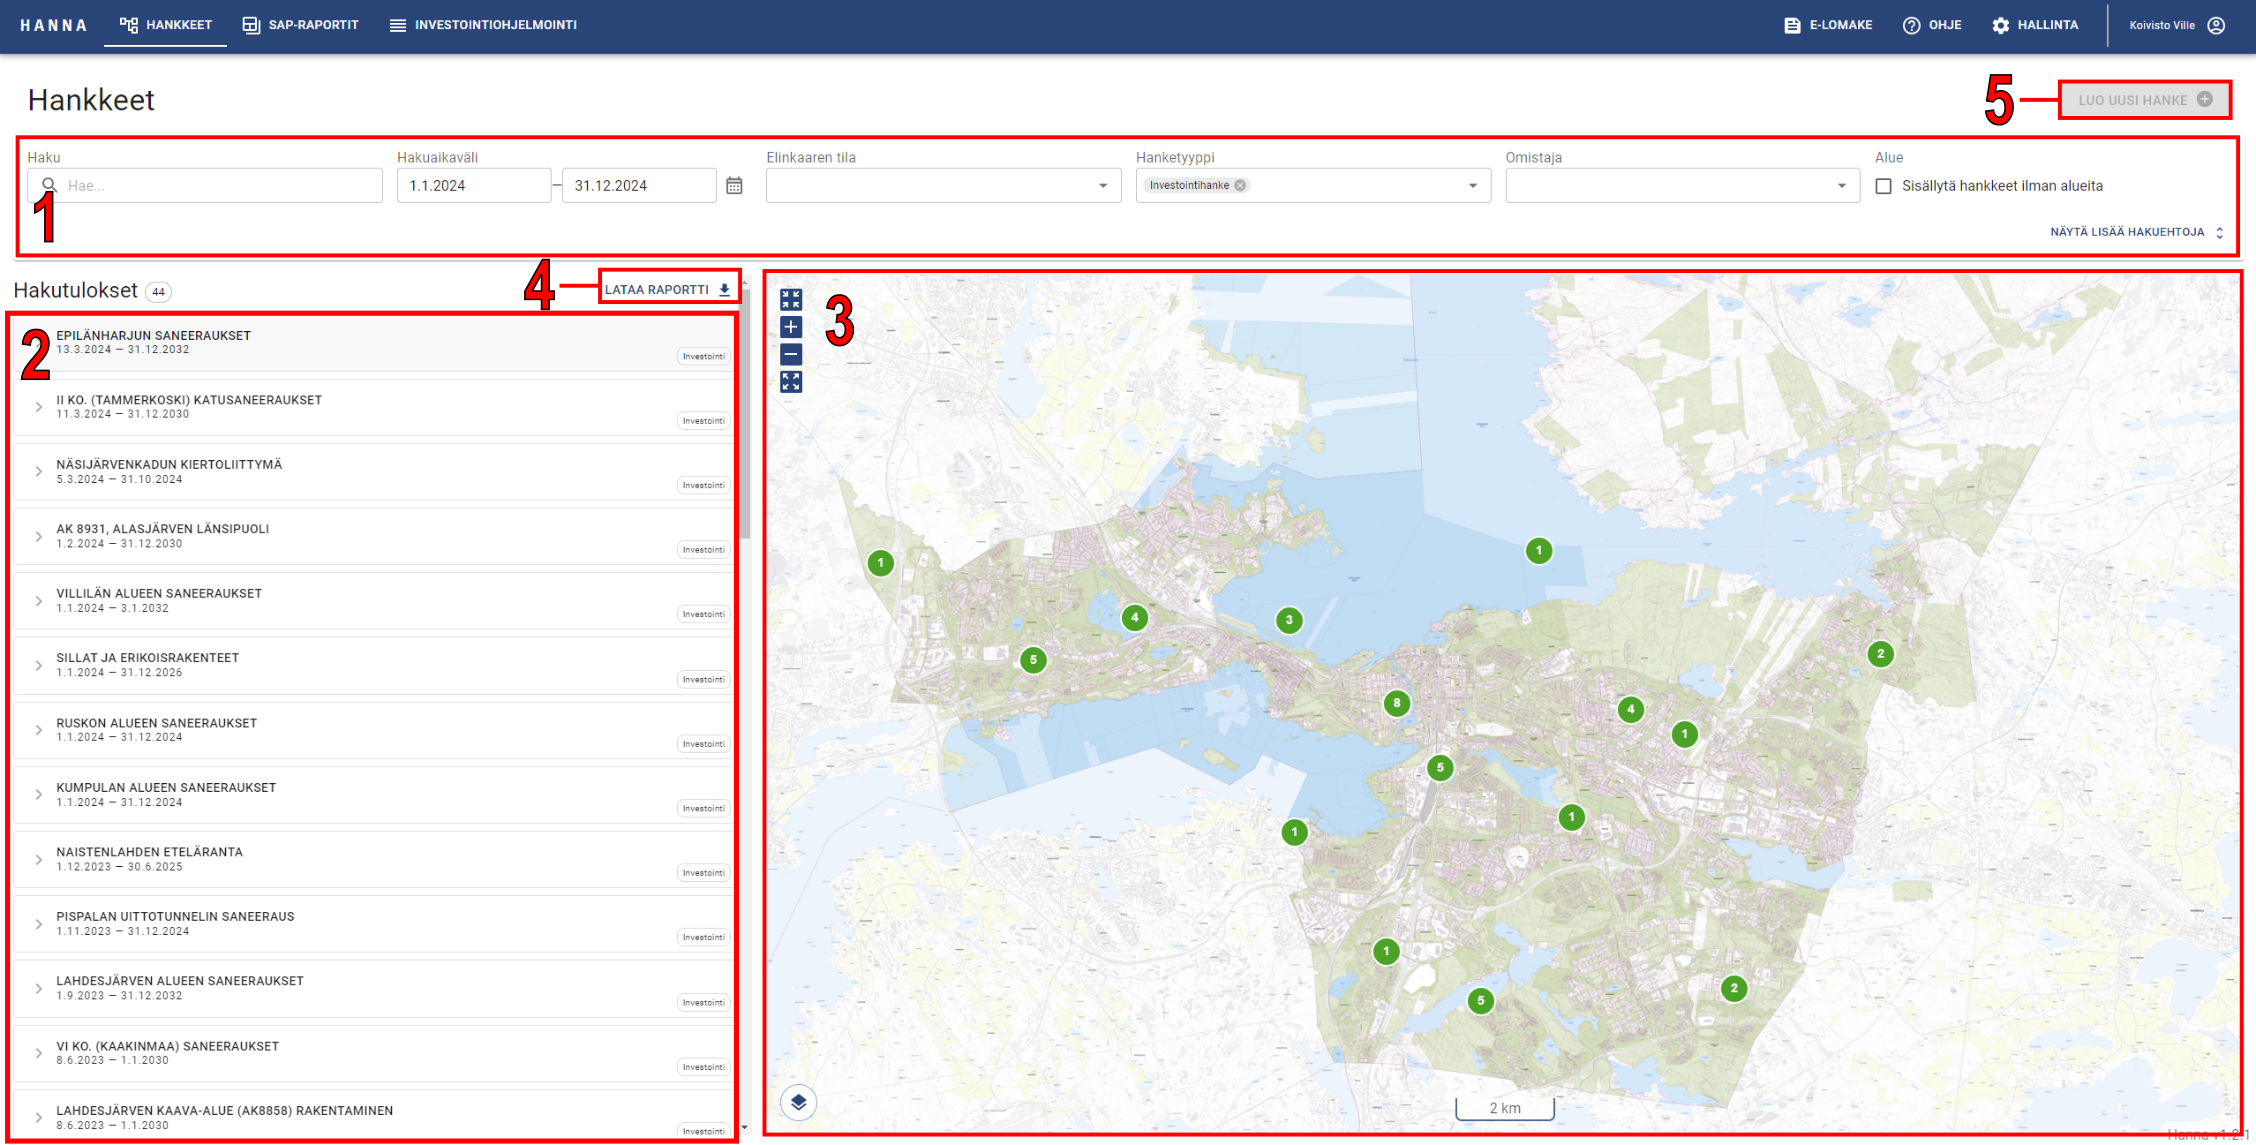 HANNA HANKKEET SAP-RAPORTIT INVESTOINTIOHJELMOINTI E-LOMAKE OHJE HALLINTA Koivisto Ville
Hankkeet
5 LUO UUSI HANKE
Haku Hakuaikaväli Elinkaaren tila Hanketyyppi Omistaja Alue
Hae... 1.1.2024 – 31.12.2024 Investointihanke Sisällytä hankkeet ilman alueita
1
NÄYTÄ LISÄÄ HAKUEHTOJA
Hakutulokset 44
4 LATAA RAPORTTI
2
EPILÄNHARJUN SANEERAUKSET
13.3.2024 – 31.12.2032
Investointi
II KO. (TAMMERKOSKI) KATUSANEERAUKSET
11.3.2024 – 31.12.2030
Investointi
NÄSIJÄRVENKADUN KIERTOLIITTYMÄ
5.3.2024 – 31.10.2024
Investointi
AK 8931, ALASJÄRVEN LÄNSIPUOLI
1.2.2024 – 31.12.2030
Investointi
VILLILÄN ALUEEN SANEERAUKSET
1.1.2024 – 3.1.2032
Investointi
SILLAT JA ERIKOISRAKENTEET
1.1.2024 – 31.12.2026
Investointi
RUSKON ALUEEN SANEERAUKSET
1.1.2024 – 31.12.2024
Investointi
KUMPULAN ALUEEN SANEERAUKSET
1.1.2024 – 31.12.2024
Investointi
NAISTENLAHDEN ETELÄRANTA
1.12.2023 – 30.6.2025
Investointi
PISPALAN UITTOTUNNELIN SANEERAUS
1.11.2023 – 31.12.2024
Investointi
LAHDESJÄRVEN ALUEEN SANEERAUKSET
1.9.2023 – 31.12.2032
Investointi
VI KO. (KAAKINMAA) SANEERAUKSET
8.6.2023 – 1.1.2030
Investointi
LAHDESJÄRVEN KAAVA-ALUE (AK8858) RAKENTAMINEN
8.6.2023 – 1.1.2030
Investointi
3
1
1
4
3
5
2
8
4
1
5
1
1
1
2
5
2 km
Hanna v1.2.1